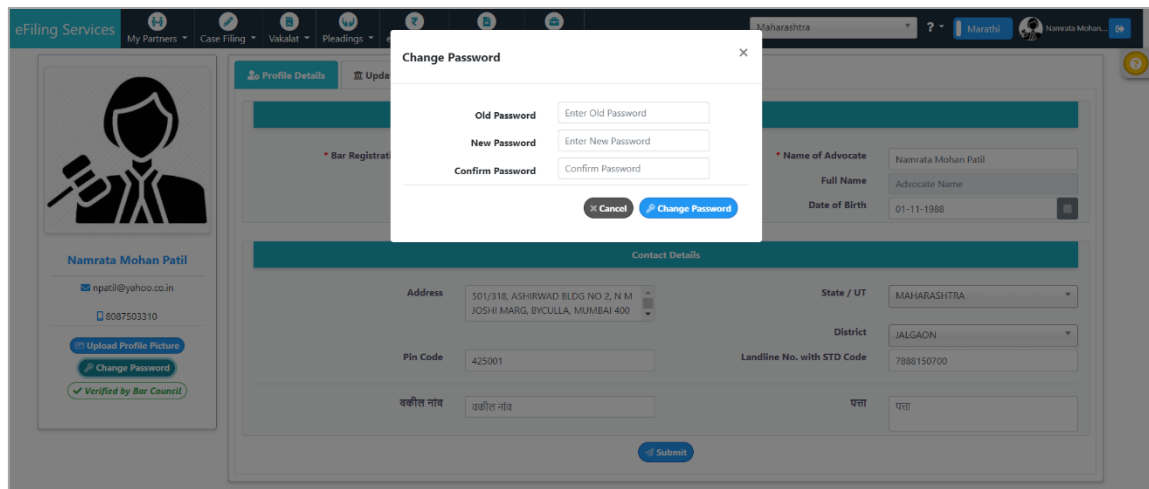 eFiling Services
My Partners
Case Filing
Vakalat
Pleadings
Maharashtra
?
Marathi
Namrata Mohan...
Change Password
×
Old Password Enter Old Password
New Password Enter New Password
Confirm Password Confirm Password
× Cancel Change Password
Profile Details
* Name of Advocate Namrata Mohan Patil
Full Name Advocate Name
Date of Birth 01-11-1988
Namrata Mohan Patil
npatil@yahoo.co.in
8087503310
Upload Profile Picture
Change Password
Verified by Bar Council
Contact Details
Address 501/318, ASHIRWAD BLDG NO 2, N M
JOSHI MARG, BYCULLA, MUMBAI 400
State / UT MAHARASHTRA
District JALGAON
Pin Code 425001
Landline No. with STD Code 7888150700
वकील नांव वकील नांव
पत्ता पत्ता
Submit